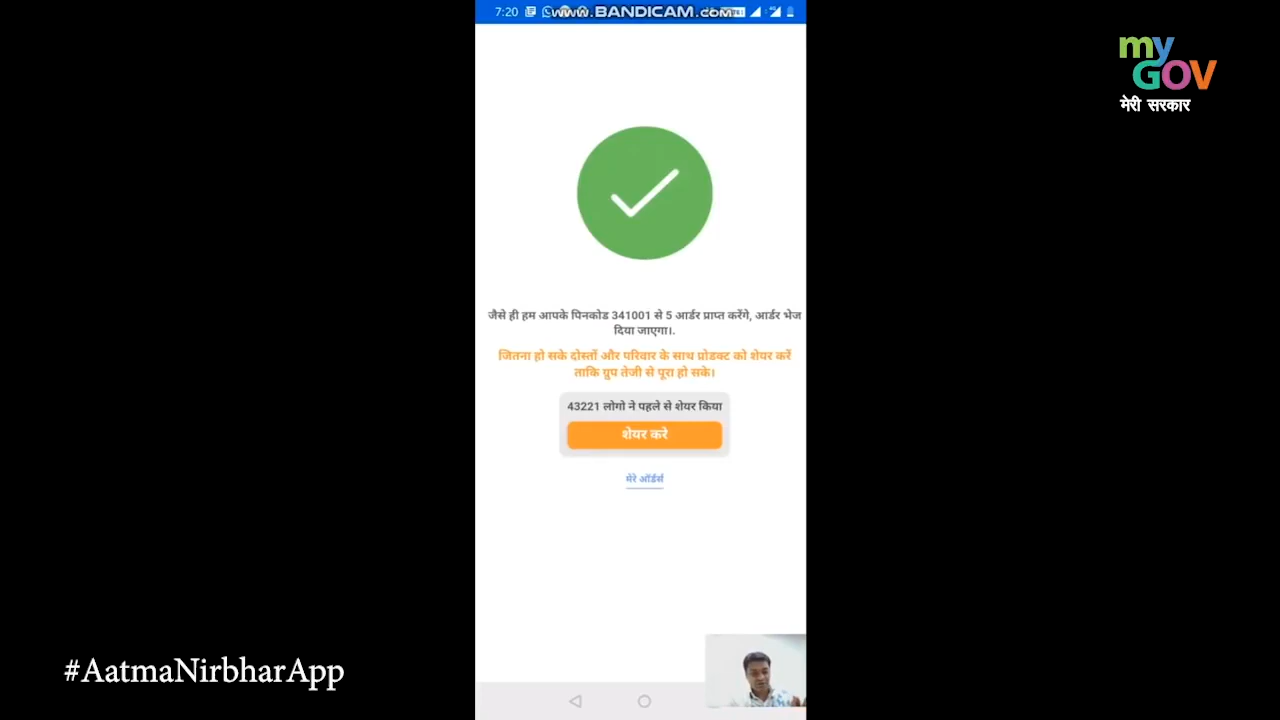 7:20
www.BANDICAM.com
my
GOV
मेरी सरकार
जैसे ही हम आपके पिनकोड 341001 से 5 आर्डर प्राप्त करेंगे, आर्डर भेज
दिया जाएगा।.
जितना हो सके दोस्तों और परिवार के साथ प्रोडक्ट को शेयर करें
ताकि ग्रुप तेजी से पूरा हो सके।
43221 लोगो ने पहले से शेयर किया
शेयर करे
मेरे ऑर्डर्स
#AatmaNirbharApp